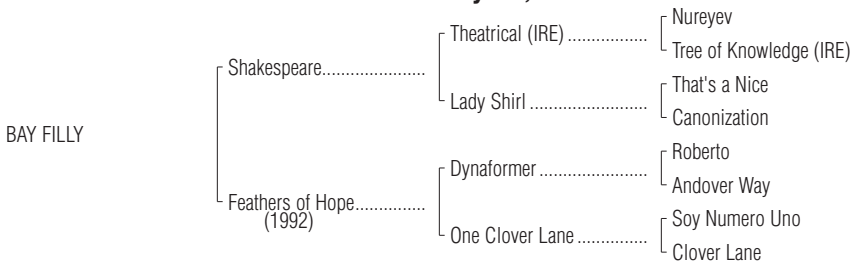 Nureyev
Theatrical (IRE) .................
Tree of Knowledge (IRE)
Shakespeare......................
That's a Nice
Lady Shirl .........................
Canonization
BAY FILLY
Roberto
Dynaformer .......................
Andover Way
Feathers of Hope...............
(1992)
Soy Numero Uno
One Clover Lane ...............
Clover Lane